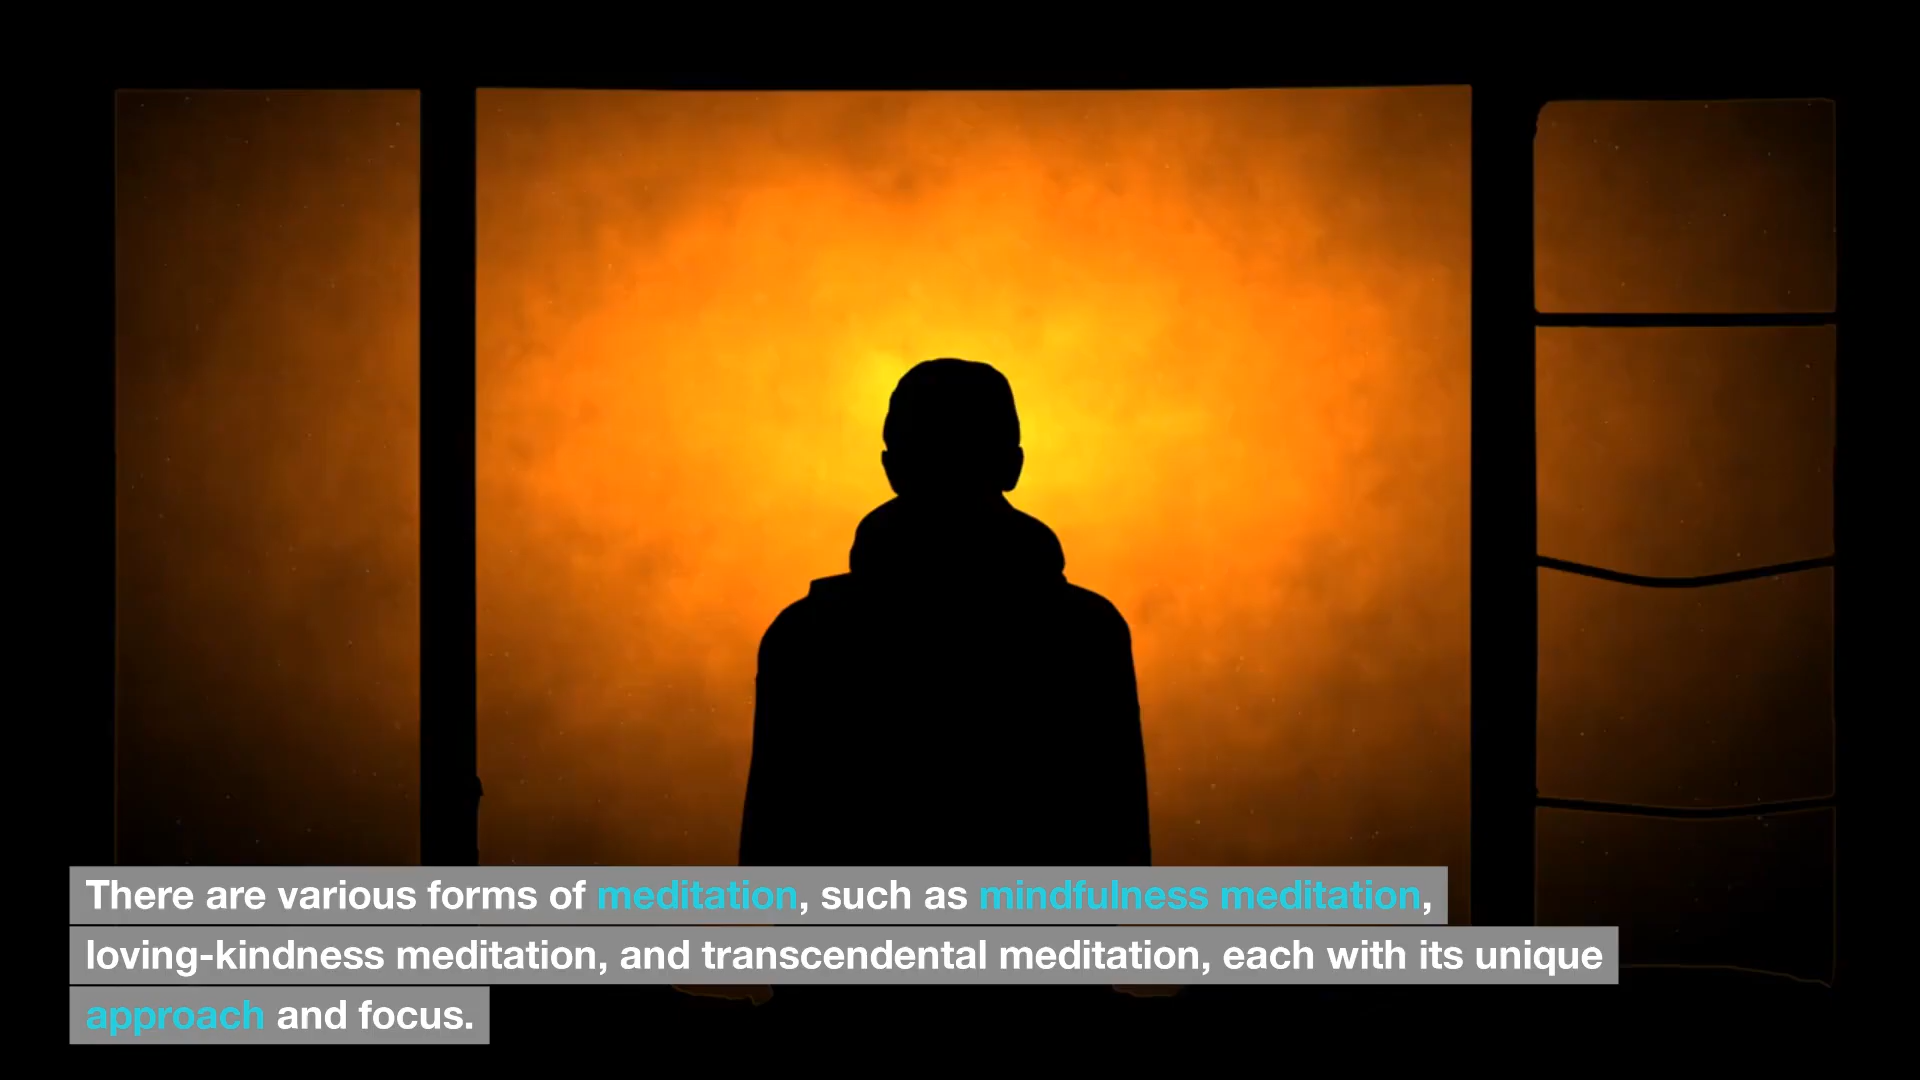 There are various forms of meditation, such as mindfulness meditation,
loving-kindness meditation, and transcendental meditation, each with its unique
approach and focus.